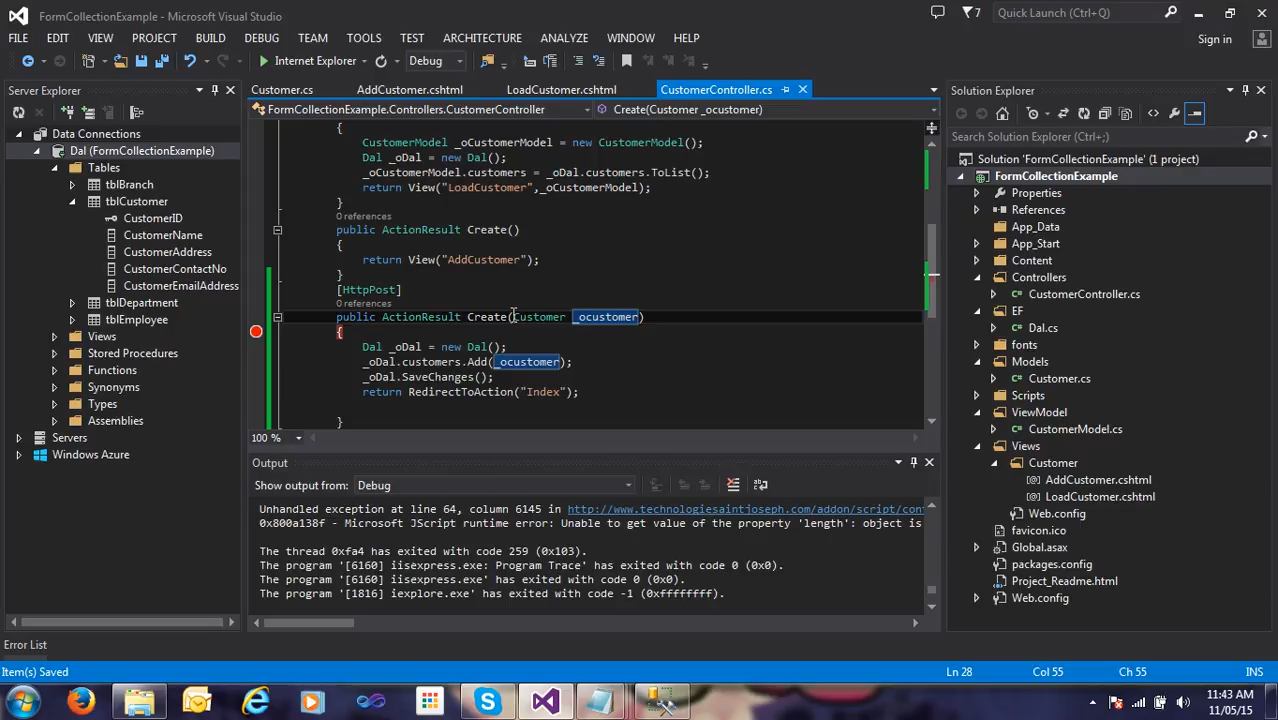 FormCollectionExample - Microsoft Visual Studio
7
Quick Launch (Ctrl+Q)
FILE EDIT VIEW PROJECT BUILD DEBUG TEAM TOOLS TEST ARCHITECTURE ANALYZE WINDOW HELP
Sign in
Internet Explorer
Debug
Server Explorer
Data Connections
Dal (FormCollectionExample)
Tables
tblBranch
tblCustomer
CustomerID
CustomerName
CustomerAddress
CustomerContactNo
CustomerEmailAddress
tblDepartment
tblEmployee
Views
Stored Procedures
Functions
Synonyms
Types
Assemblies
Servers
Windows Azure
Customer.cs AddCustomer.cshtml LoadCustomer.cshtml CustomerController.cs
FormCollectionExample.Controllers.CustomerController
Create(Customer _ocustomer)
{
CustomerModel _oCustomerModel = new CustomerModel();
Dal _oDal = new Dal();
_oCustomerModel.customers = _oDal.customers.ToList();
return View("LoadCustomer",_oCustomerModel);
}
0 references
public ActionResult Create()
{
return View("AddCustomer");
}
[HttpPost]
0 references
public ActionResult Create(Customer _ocustomer)
{
Dal _oDal = new Dal();
_oDal.customers.Add(_ocustomer);
_oDal.SaveChanges();
return RedirectToAction("Index");
}
100 %
Output
Show output from: Debug
Unhandled exception at line 64, column 6145 in http://www.technologiesaintjoseph.com/addon/script/cont
0x800a138f - Microsoft JScript runtime error: Unable to get value of the property 'length': object is
The thread 0xfa4 has exited with code 259 (0x103).
The program '[6160] iisexpress.exe: Program Trace' has exited with code 0 (0x0).
The program '[6160] iisexpress.exe' has exited with code 0 (0x0).
The program '[1816] iexplore.exe' has exited with code -1 (0xffffffff).
Solution Explorer
Search Solution Explorer (Ctrl+;)
Solution 'FormCollectionExample' (1 project)
FormCollectionExample
Properties
References
App_Data
App_Start
Content
Controllers
CustomerController.cs
EF
Dal.cs
fonts
Models
Customer.cs
Scripts
ViewModel
CustomerModel.cs
Views
Customer
AddCustomer.cshtml
LoadCustomer.cshtml
Web.config
favicon.ico
Global.asax
packages.config
Project_Readme.html
Web.config
Error List
Item(s) Saved
Ln 28 Col 55 Ch 55 INS
11:43 AM
11/05/15